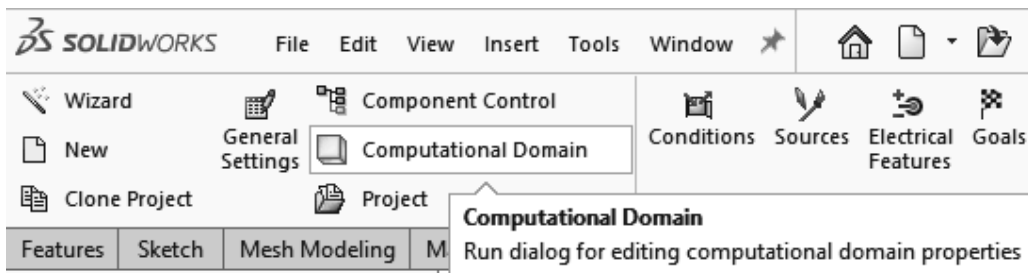 SOLIDWORKS File Edit View Insert Tools Window
Wizard
New
Clone Project
General
Settings
Component Control
Computational Domain
Project
Conditions
Sources
Electrical
Features
Goals
Computational Domain
Run dialog for editing computational domain properties
Features Sketch Mesh Modeling